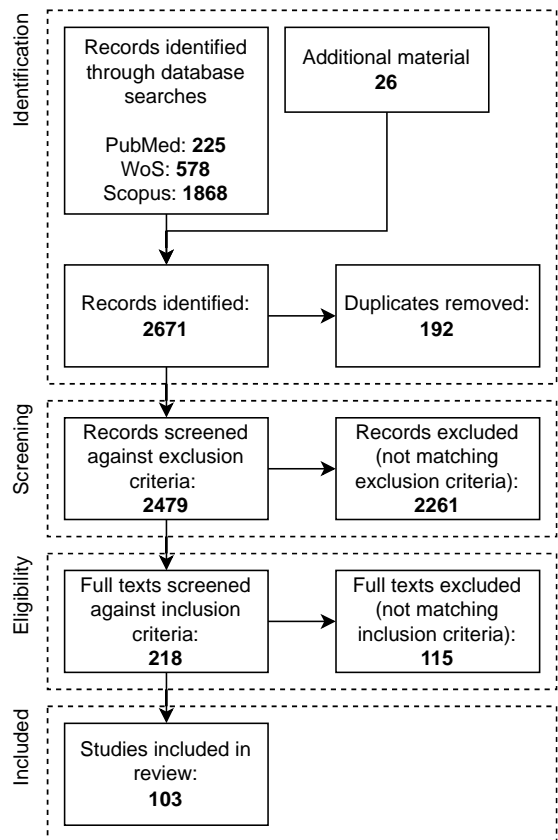 Identification
Records identified
through database
searches
PubMed: 225
WoS: 578
Scopus: 1868
Additional material
26
Records identified:
2671
Duplicates removed:
192
Screening
Records screened
against exclusion
criteria:
2479
Records excluded
(not matching
exclusion criteria):
2261
Eligibility
Full texts screened
against inclusion
criteria:
218
Full texts excluded
(not matching
inclusion criteria):
115
Included
Studies included in
review:
103